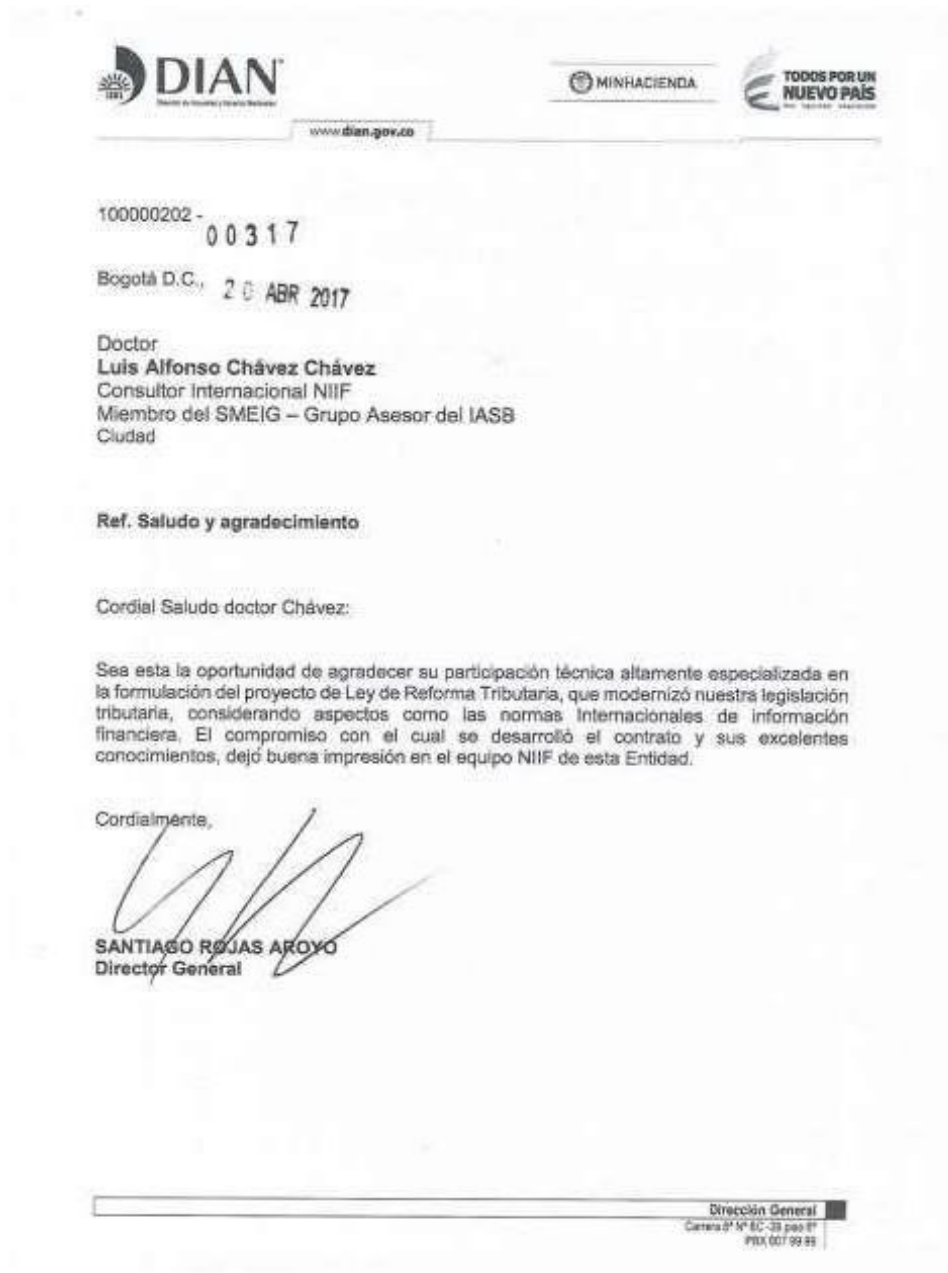 DIAN
MINHACIENDA
TODOS POR UN
NUEVO PAÍS
www.dian.gov.co
100000202 -
00317
Bogotá D.C., 20 ABR 2017
Doctor
Luis Alfonso Chávez Chávez
Consultor Internacional NIIF
Miembro del SMEIG – Grupo Asesor del IASB
Ciudad
Ref. Saludo y agradecimiento
Cordial Saludo doctor Chávez:
Sea esta la oportunidad de agradecer su participación técnica altamente especializada en
la formulación del proyecto de Ley de Reforma Tributaria, que modernizó nuestra legislación
tributaria, considerando aspectos como las normas Internacionales de información
financiera. El compromiso con el cual se desarrolló el contrato y sus excelentes
conocimientos, dejó buena impresión en el equipo NIIF de esta Entidad.
Cordialmente,
SANTIAGO ROJAS AROYO
Director General
Dirección General